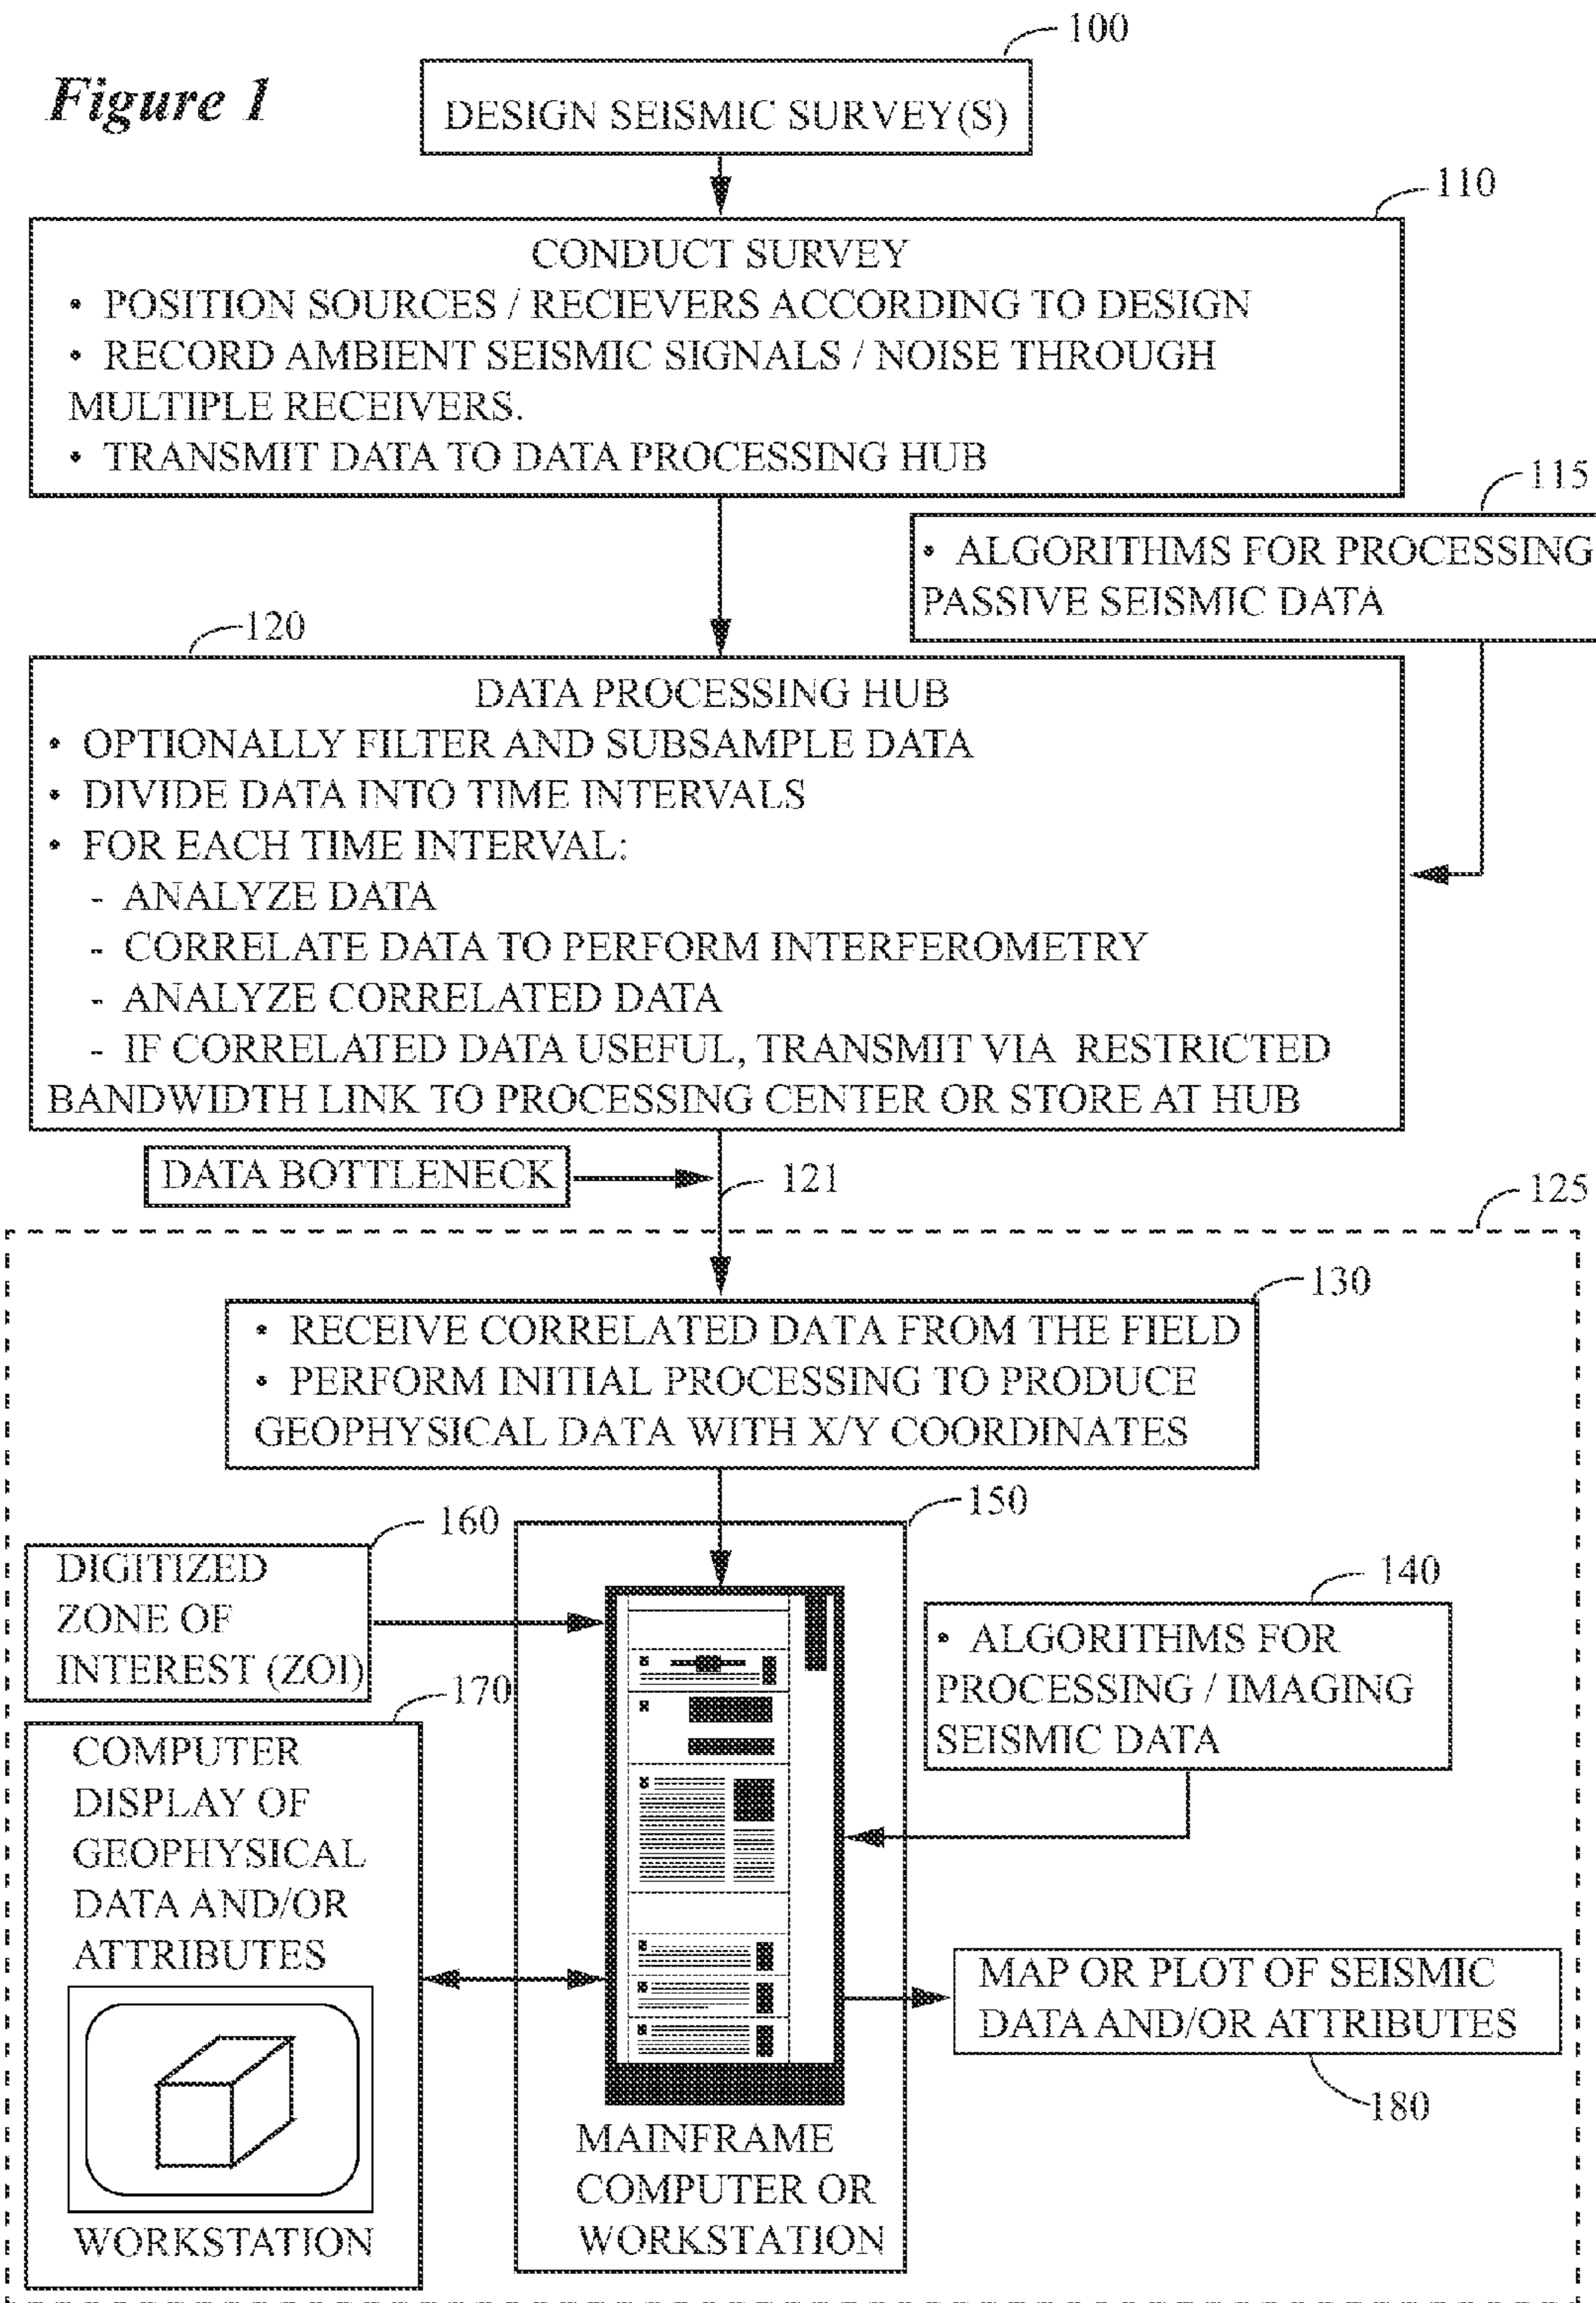 Figure 1
100
DESIGN SEISMIC SURVEY(S)
110
CONDUCT SURVEY
• POSITION SOURCES / RECIEVERS ACCORDING TO DESIGN
• RECORD AMBIENT SEISMIC SIGNALS / NOISE THROUGH
MULTIPLE RECEIVERS.
• TRANSMIT DATA TO DATA PROCESSING HUB
115
• ALGORITHMS FOR PROCESSING
PASSIVE SEISMIC DATA
120
DATA PROCESSING HUB
• OPTIONALLY FILTER AND SUBSAMPLE DATA
• DIVIDE DATA INTO TIME INTERVALS
• FOR EACH TIME INTERVAL:
- ANALYZE DATA
- CORRELATE DATA TO PERFORM INTERFEROMETRY
- ANALYZE CORRELATED DATA
- IF CORRELATED DATA USEFUL, TRANSMIT VIA RESTRICTED
BANDWIDTH LINK TO PROCESSING CENTER OR STORE AT HUB
DATA BOTTLENECK
121
125
130
• RECEIVE CORRELATED DATA FROM THE FIELD
• PERFORM INITIAL PROCESSING TO PRODUCE
GEOPHYSICAL DATA WITH X/Y COORDINATES
150
160
DIGITIZED
ZONE OF
INTEREST (ZOI)
140
• ALGORITHMS FOR
PROCESSING / IMAGING
SEISMIC DATA
170
COMPUTER
DISPLAY OF
GEOPHYSICAL
DATA AND/OR
ATTRIBUTES
WORKSTATION
MAINFRAME
COMPUTER OR
WORKSTATION
MAP OR PLOT OF SEISMIC
DATA AND/OR ATTRIBUTES
180